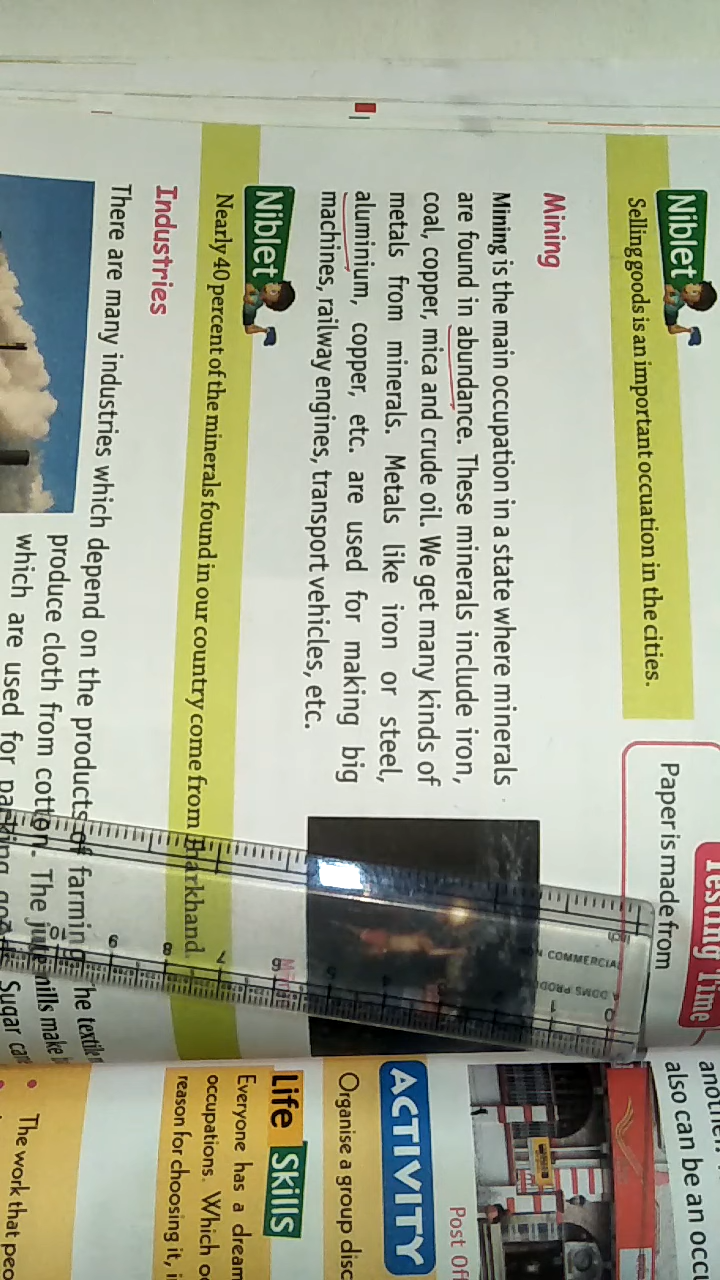 Niblet
Selling goods is an important occuation in the cities.
Testing Time
Paper is made from
Mining
Mining is the main occupation in a state where minerals
are found in abundance. These minerals include iron,
coal, copper, mica and crude oil. We get many kinds of
metals from minerals. Metals like iron or steel,
aluminium, copper, etc. are used for making big
machines, railway engines, transport vehicles, etc.
Niblet
Nearly 40 percent of the minerals found in our country come from Jharkhand.
Industries
There are many industries which depend on the products of farming. The textile
produce cloth from cotton. The jute mills make
which are used for packing goods. Sugar
COMMERCIAL
also can be an
Post
ACTIVITY
Organise a group
Life Skills
Everyone has a dream
occupations. Which
reason for choosing it,
The work that